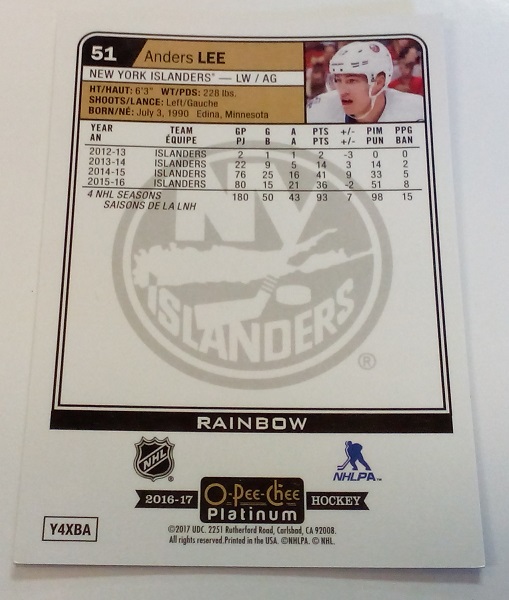 51 Anders LEE
NEW YORK ISLANDERS™ — LW / AG
HT/HAUT: 6'3" WT/PDS: 228 lbs.
SHOOTS/LANCE: Left/Gauche
BORN/NÉ: July 3, 1990 Edina, Minnesota
YEAR TEAM GP G A PTS +/- PIM PPG
AN ÉQUIPE PJ B A PTS +/- PUN BAN
2012-13 ISLANDERS 2 1 1 2 -3 0 0
2013-14 ISLANDERS 22 9 5 14 3 14 2
2014-15 ISLANDERS 76 25 16 41 9 33 5
2015-16 ISLANDERS 80 15 21 36 -2 51 8
4 NHL SEASONS 180 50 43 93 7 98 15
SAISONS DE LA LNH
NY
ISLANDERS
®
RAINBOW
NHL ®
NHLPA™
2016-17 O-Pee-Chee HOCKEY
Platinum
Y4XBA
©2017 UDC. 2251 Rutherford Road, Carlsbad, CA 92008.
All rights reserved. Printed in the USA. ©NHLPA. © NHL.